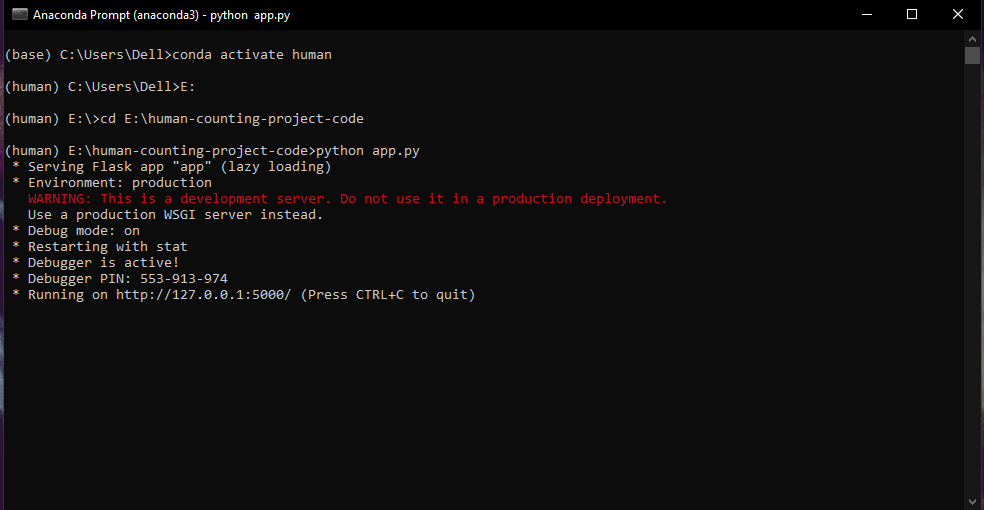 Anaconda Prompt (anaconda3) - python  app.py
(base) C:\Users\Dell>conda activate human
(human) C:\Users\Dell>E:
(human) E:\>cd E:\human-counting-project-code
(human) E:\human-counting-project-code>python app.py
 * Serving Flask app "app" (lazy loading)
 * Environment: production
   WARNING: This is a development server. Do not use it in a production deployment.
   Use a production WSGI server instead.
 * Debug mode: on
 * Restarting with stat
 * Debugger is active!
 * Debugger PIN: 553-913-974
 * Running on http://127.0.0.1:5000/ (Press CTRL+C to quit)